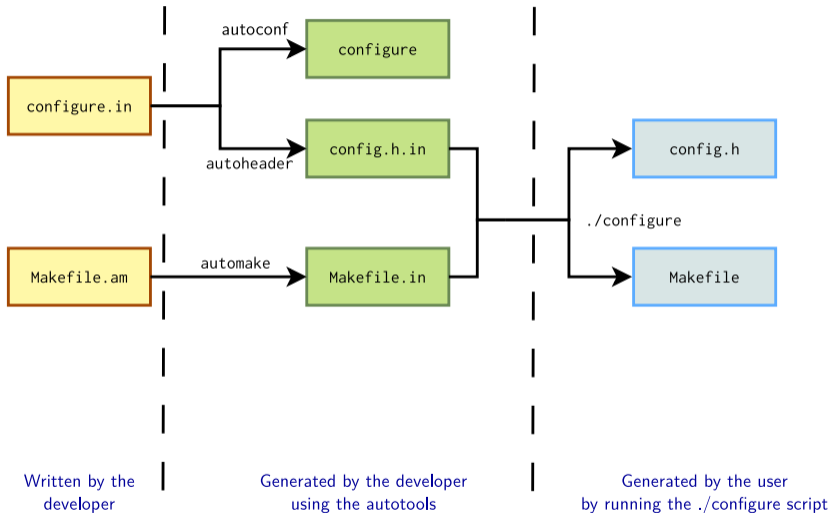 autoconf
configure
configure.in
config.h.in
autoheader
config.h
./configure
Makefile.am
automake
Makefile.in
Makefile
Written by the
developer
Generated by the developer
using the autotools
Generated by the user
by running the ./configure script